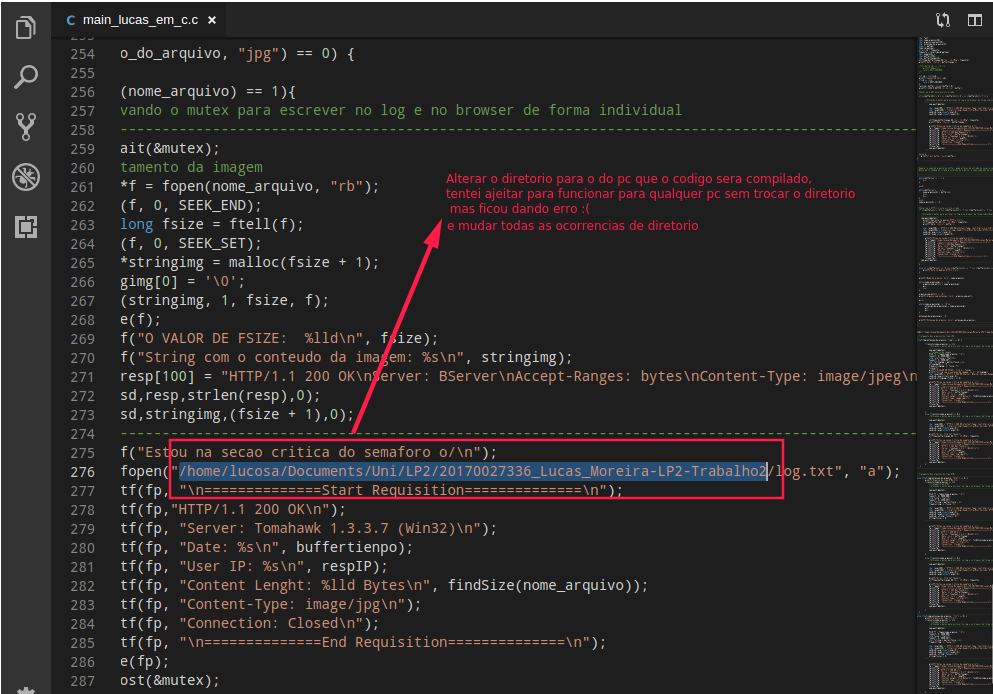 main_lucas_em_c.c
254 o_do_arquivo, "jpg") == 0) {
255
256 (nome_arquivo) == 1){
257 vando o mutex para escrever no log e no browser de forma individual
258 --------------------------------------------------------------------------------
259 ait(&mutex);
260 tamento da imagem
261 *f = fopen(nome_arquivo, "rb");
262 (f, 0, SEEK_END);
263 long fsize = ftell(f);
264 (f, 0, SEEK_SET);
265 *stringimg = malloc(fsize + 1);
266 gimg[0] = '\0';
267 (stringimg, 1, fsize, f);
268 e(f);
269 f("O VALOR DE FSIZE:  %lld\n", fsize);
270 f("String com o conteudo da imagem: %s\n", stringimg);
271 resp[100] = "HTTP/1.1 200 OK\nServer: BServer\nAccept-Ranges: bytes\nContent-Type: image/jpeg\n
272 sd,resp,strlen(resp),0);
273 sd,stringimg,(fsize + 1),0);
274 --------------------------------------------------------------------------------
275 f("Estou na secao critica do semaforo o/\n");
276 fopen("/home/lucosa/Documents/Uni/LP2/20170027336_Lucas_Moreira-LP2-Trabalho2/log.txt", "a");
277 tf(fp, "\n==============Start Requisition==============\n");
278 tf(fp,"HTTP/1.1 200 OK\n");
279 tf(fp, "Server: Tomahawk 1.3.3.7 (Win32)\n");
280 tf(fp, "Date: %s\n", buffertienpo);
281 tf(fp, "User IP: %s\n", respIP);
282 tf(fp, "Content Lenght: %lld Bytes\n", findSize(nome_arquivo));
283 tf(fp, "Content-Type: image/jpg\n");
284 tf(fp, "Connection: Closed\n");
285 tf(fp, "\n==============End Requisition==============\n");
286 e(fp);
287 ost(&mutex);
Alterar o diretorio para o do pc que o codigo sera compilado,
tentei ajeitar para funcionar para qualquer pc sem trocar o diretorio
mas ficou dando erro :(
e mudar todas as ocorrencias de diretorio